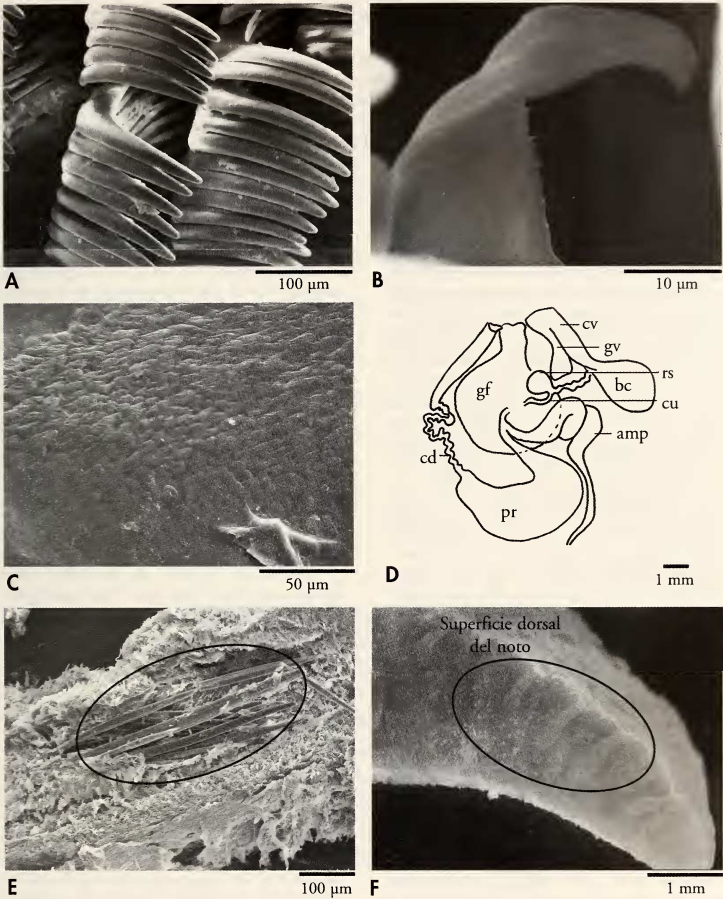 A
100 µm
B
10 µm
cv
gv
rs
gf
bc
cu
amp
cd
pr
C
50 µm
D
1 mm
Superficie dorsal
del noto
E
100 µm
F
1 mm